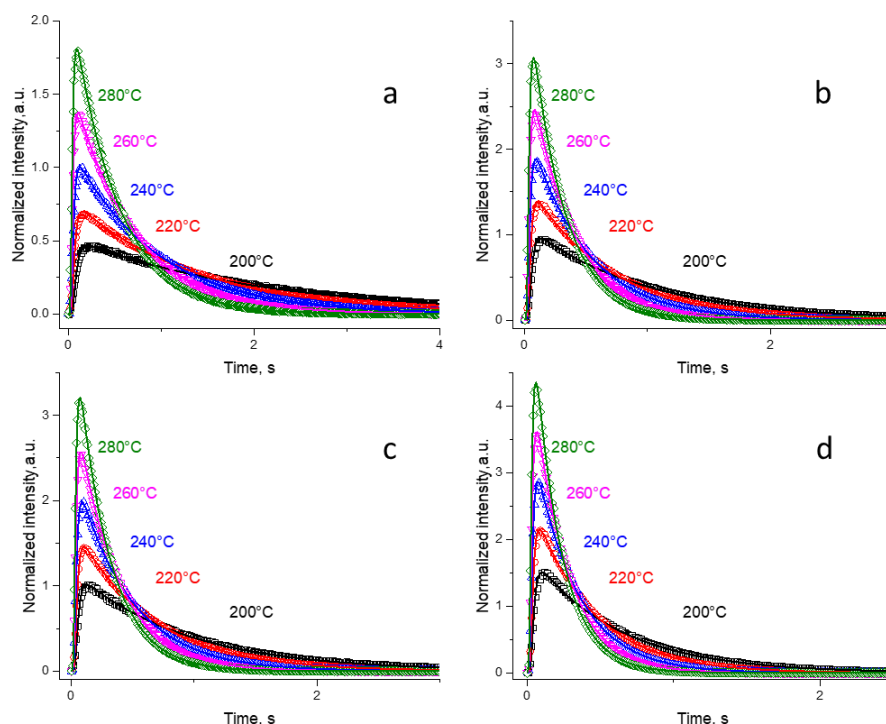 2.0
1.5
1.0
0.5
0.0
Normalized intensity,a.u.
280°C
260°C
240°C
220°C
200°C
a
0
2
4
Time, s
3
2
1
0
Normalized intensity,a.u.
280°C
260°C
240°C
220°C
200°C
b
0
2
Time, s
3
2
1
0
Normalized intensity,a.u.
280°C
260°C
240°C
220°C
200°C
c
0
2
Time, s
4
3
2
1
0
Normalized intensity,a.u.
280°C
260°C
240°C
220°C
200°C
d
0
2
Time, s